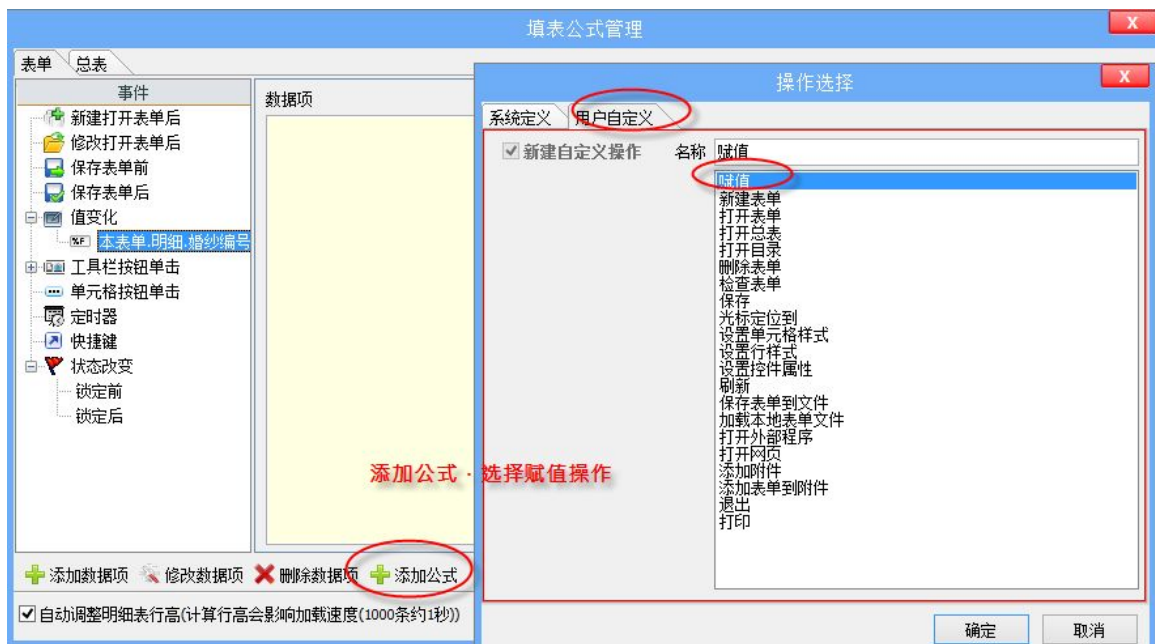 填表公式管理
X
表单
总表
事件
数据项
新建打开表单后
修改打开表单后
保存表单前
保存表单后
值变化
%F 本表单.明细.婚纱编号
工具栏按钮单击
单元格按钮单击
定时器
快捷键
状态改变
锁定前
锁定后
添加公式·选择赋值操作
添加数据项
修改数据项
删除数据项
添加公式
自动调整明细表行高(计算行高会影响加载速度(1000条约1秒))
操作选择
X
系统定义
用户自定义
新建自定义操作
名称 赋值
赋值
新建表单
打开表单
打开总表
打开目录
删除表单
检查表单
保存
光标定位到
设置单元格样式
设置行样式
设置控件属性
刷新
保存表单到文件
加载本地表单文件
打开外部程序
打开网页
添加附件
添加表单到附件
退出
打印
确定
取消